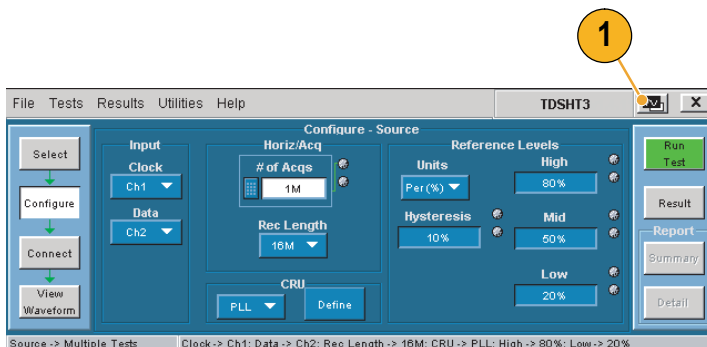 1
File Tests Results Utilities Help TDSHT3 X
Configure - Source
Select
Configure
Connect
View
Waveform
Input
Clock
Ch1
Data
Ch2
Horiz/Acq
# of Acqs
1M
Rec Length
16M
CRU
PLL Define
Reference Levels
Units
Per(%)
Hysteresis
10%
High
80%
Mid
50%
Low
20%
Run
Test
Result
Report
Summary
Detail
Source -> Multiple Tests Clock-> Ch1: Data -> Ch2: Rec Length -> 16M: CRU -> PLL: High -> 80%: Low-> 20%